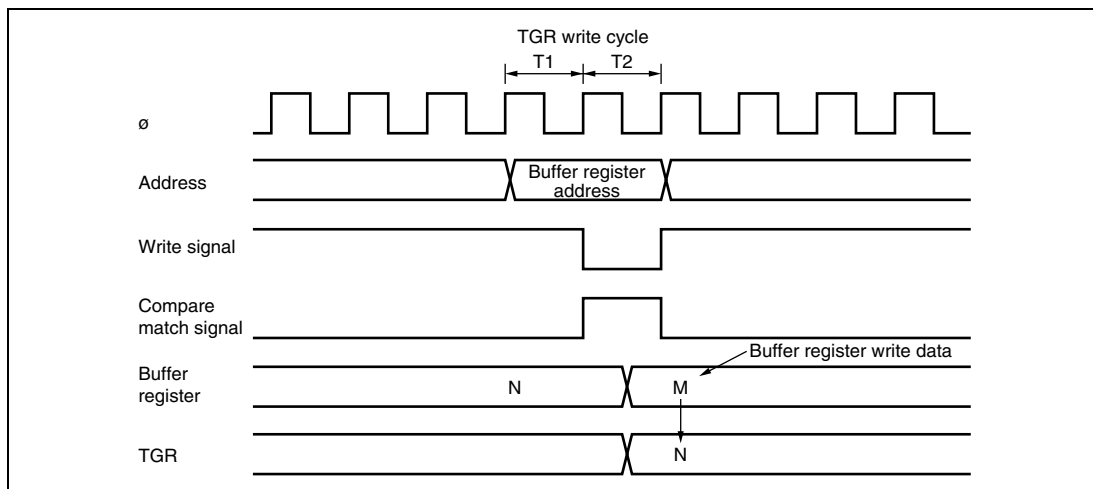 TGR write cycle
T1 T2
ø
Address
Buffer register
address
Write signal
Compare
match signal
Buffer register write data
Buffer
register
N M
TGR
N